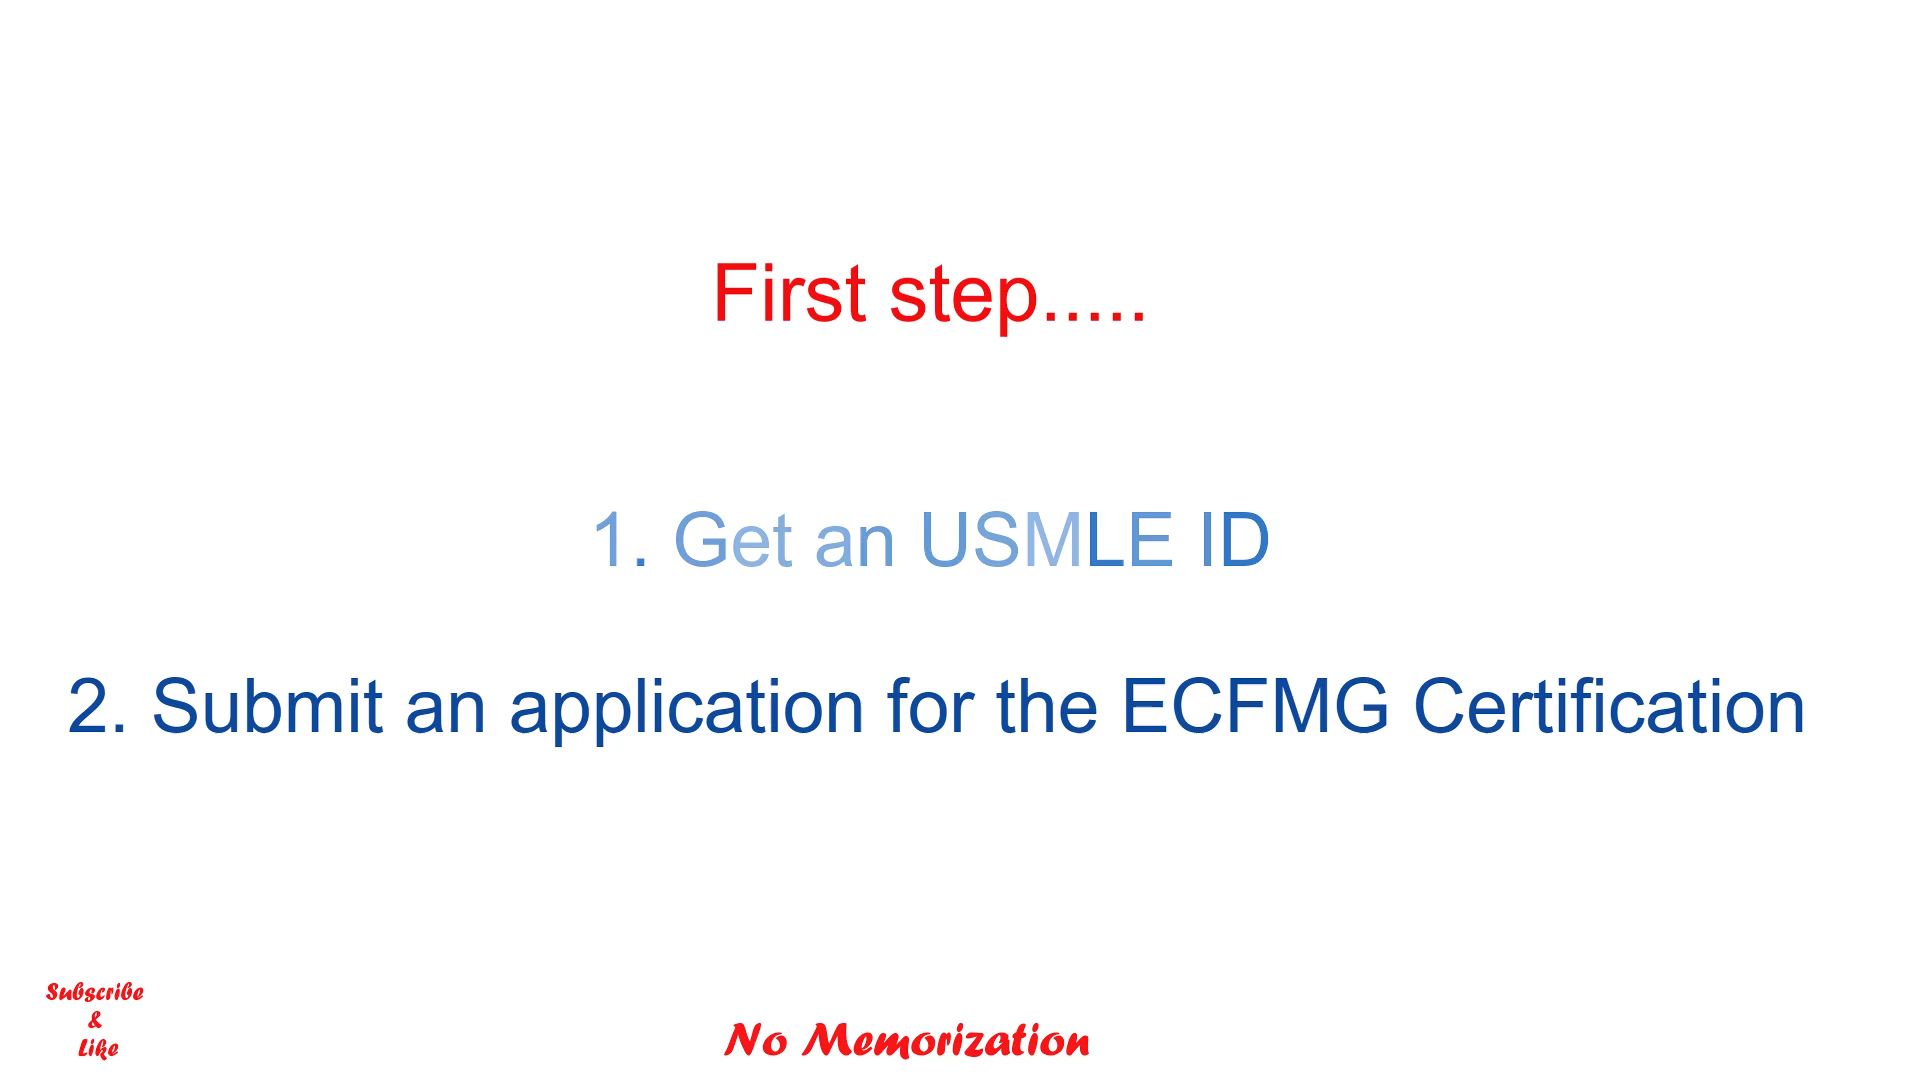 First step.....
1. Get an USMLE ID
2. Submit an application for the ECFMG Certification
Subscribe
&
Like
No Memorization